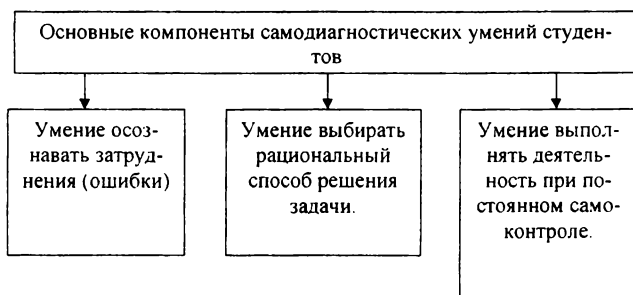 Основные компоненты самодиагностических умений студен-
тов
Умение осоз-
навать затруд-
нения (ошибки)
Умение выбирать
рациональный
способ решения
задачи.
Умение выпол-
нять деятель-
ность при по-
стоянном само-
контроле.